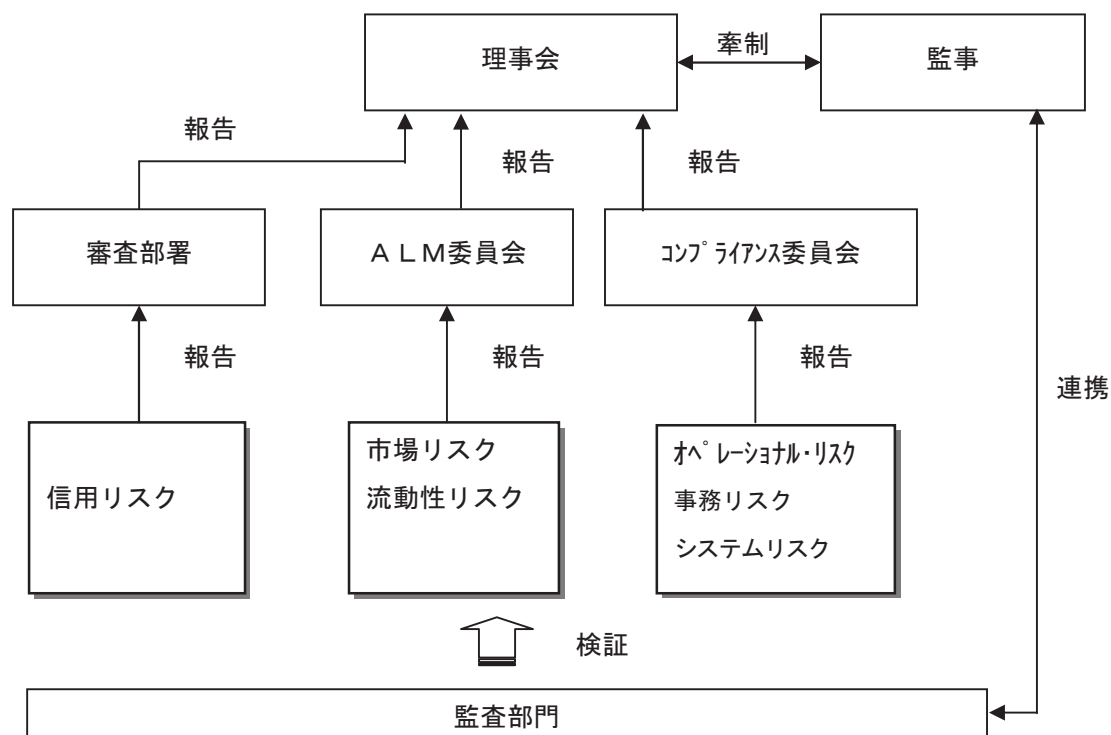 理事会
牽制
監事
報告
報告
報告
審査部署
ＡＬＭ委員会
ｺﾝﾌﾟﾗｲｱﾝｽ委員会
報告
報告
報告
連携
信用リスク
市場リスク
流動性リスク
ｵﾍﾟﾚｰｼｮﾅﾙ・ﾘｽｸ
事務リスク
システムリスク
検証
監査部門